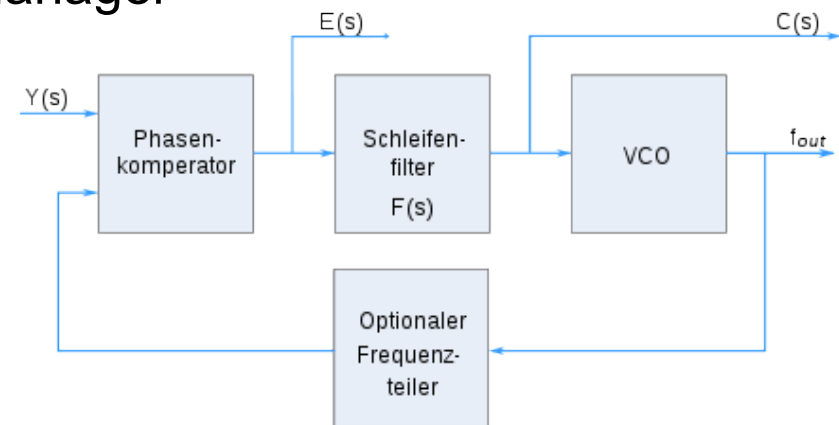 E(s)
C(s)
Y(s)
Phasen-
komperator
Schleifen-
filter
F(s)
VCO
fout
Optionaler
Frequenz-
teiler